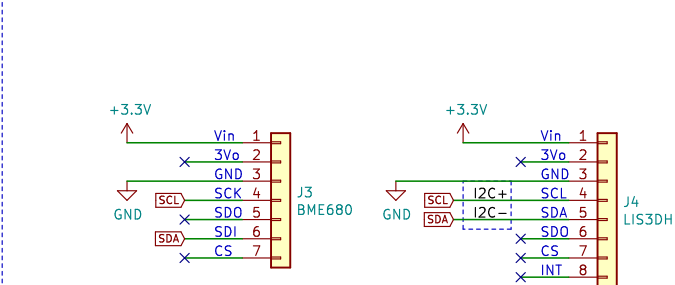 +3.3V
Vin 1
3Vo 2
GND 3
SCL SCK 4
SDO 5
SDA SDI 6
CS 7
GND
J3
BME680
+3.3V
Vin 1
3Vo 2
GND 3
SCL I2C+ SCL 4
SDA I2C- SDA 5
SDO 6
CS 7
INT 8
GND
J4
LIS3DH